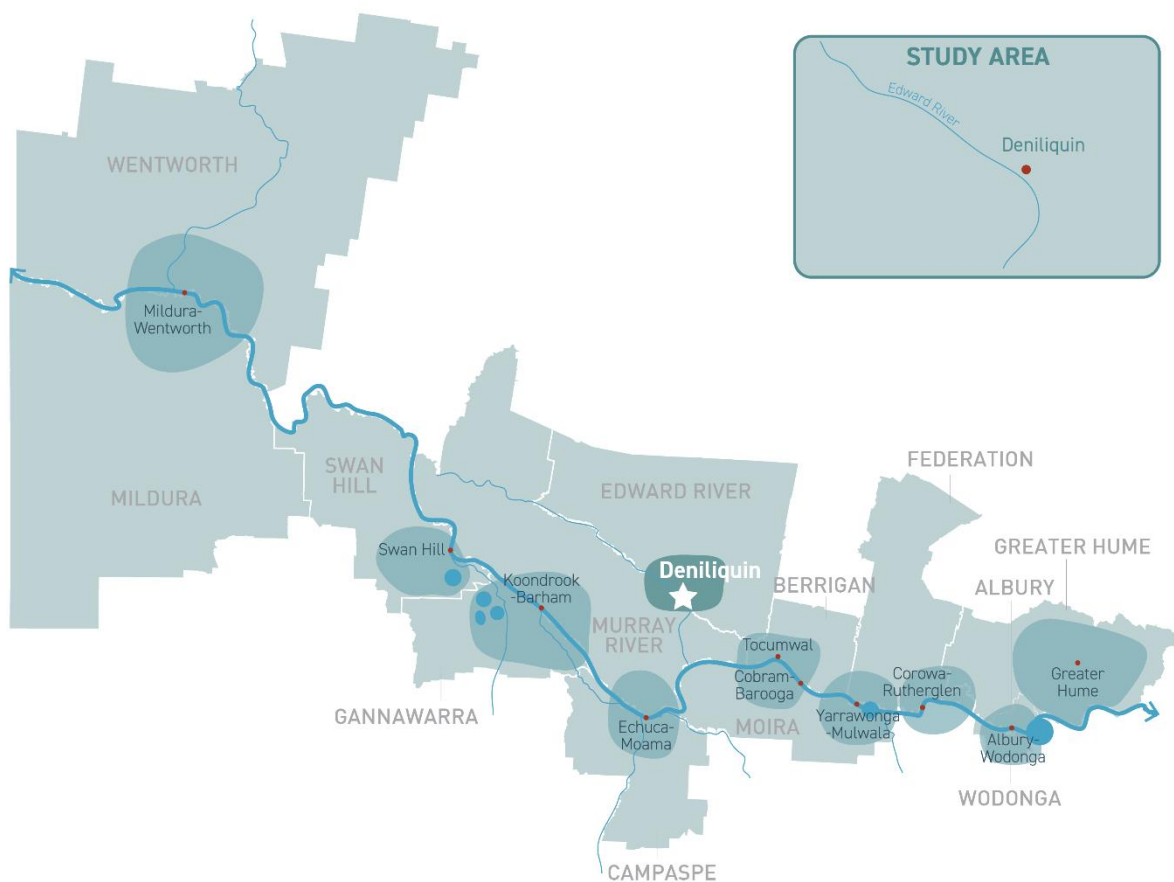 STUDY AREA
Edward River
Deniliquin
WENTWORTH
Mildura-
Wentworth
MILDURA
SWAN
HILL
EDWARD RIVER
FEDERATION
Swan Hill
Koondrook
-Barham
Deniliquin
BERRIGAN
GREATER HUME
ALBURY
MURRAY
RIVER
Tocumwal
Cobram-
Barooga
Corowa-
Rutherglen
Greater
Hume
GANNAWARRA
Echuca-
Moama
MOIRA
Yarrawonga
-Mulwala
Albury-
Wodonga
WODONGA
CAMPASPE